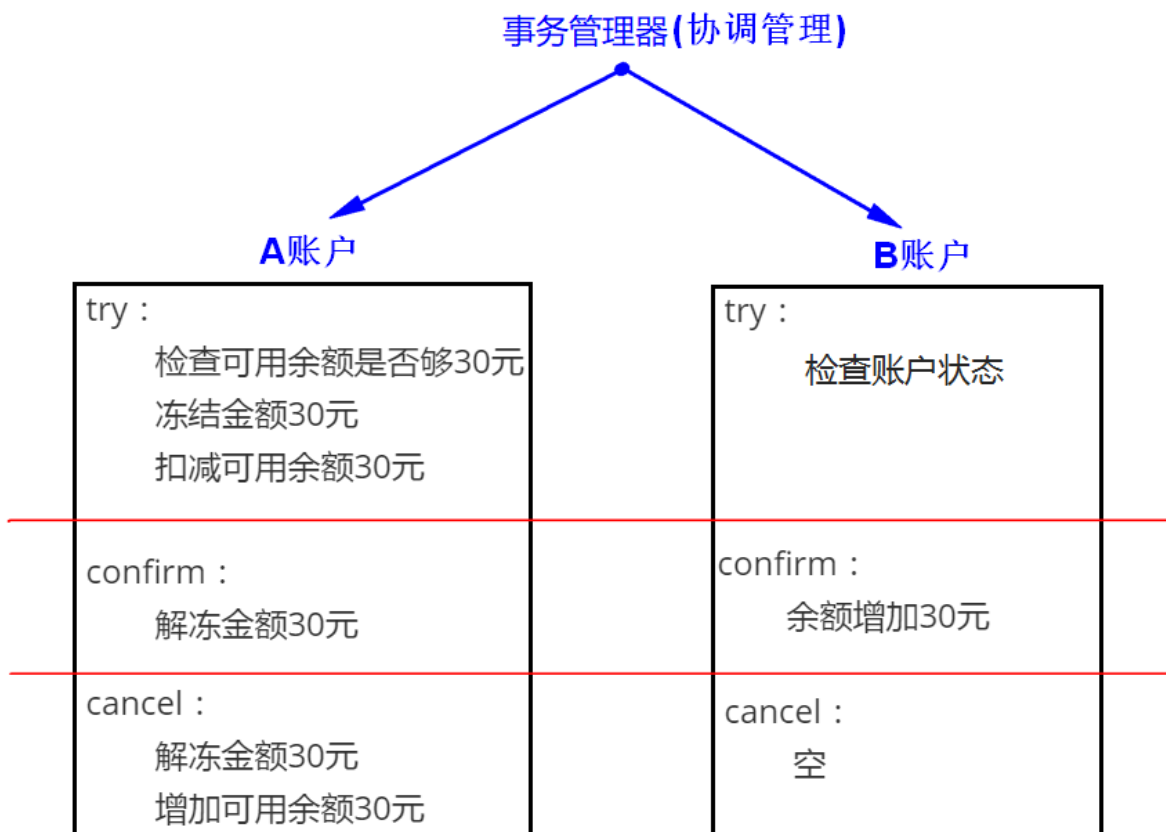 事务管理器(协调管理)
A账户
try：
检查可用余额是否够30元
冻结金额30元
扣减可用余额30元
confirm：
解冻金额30元
cancel：
解冻金额30元
增加可用余额30元
B账户
try：
检查账户状态
confirm：
余额增加30元
cancel：
空